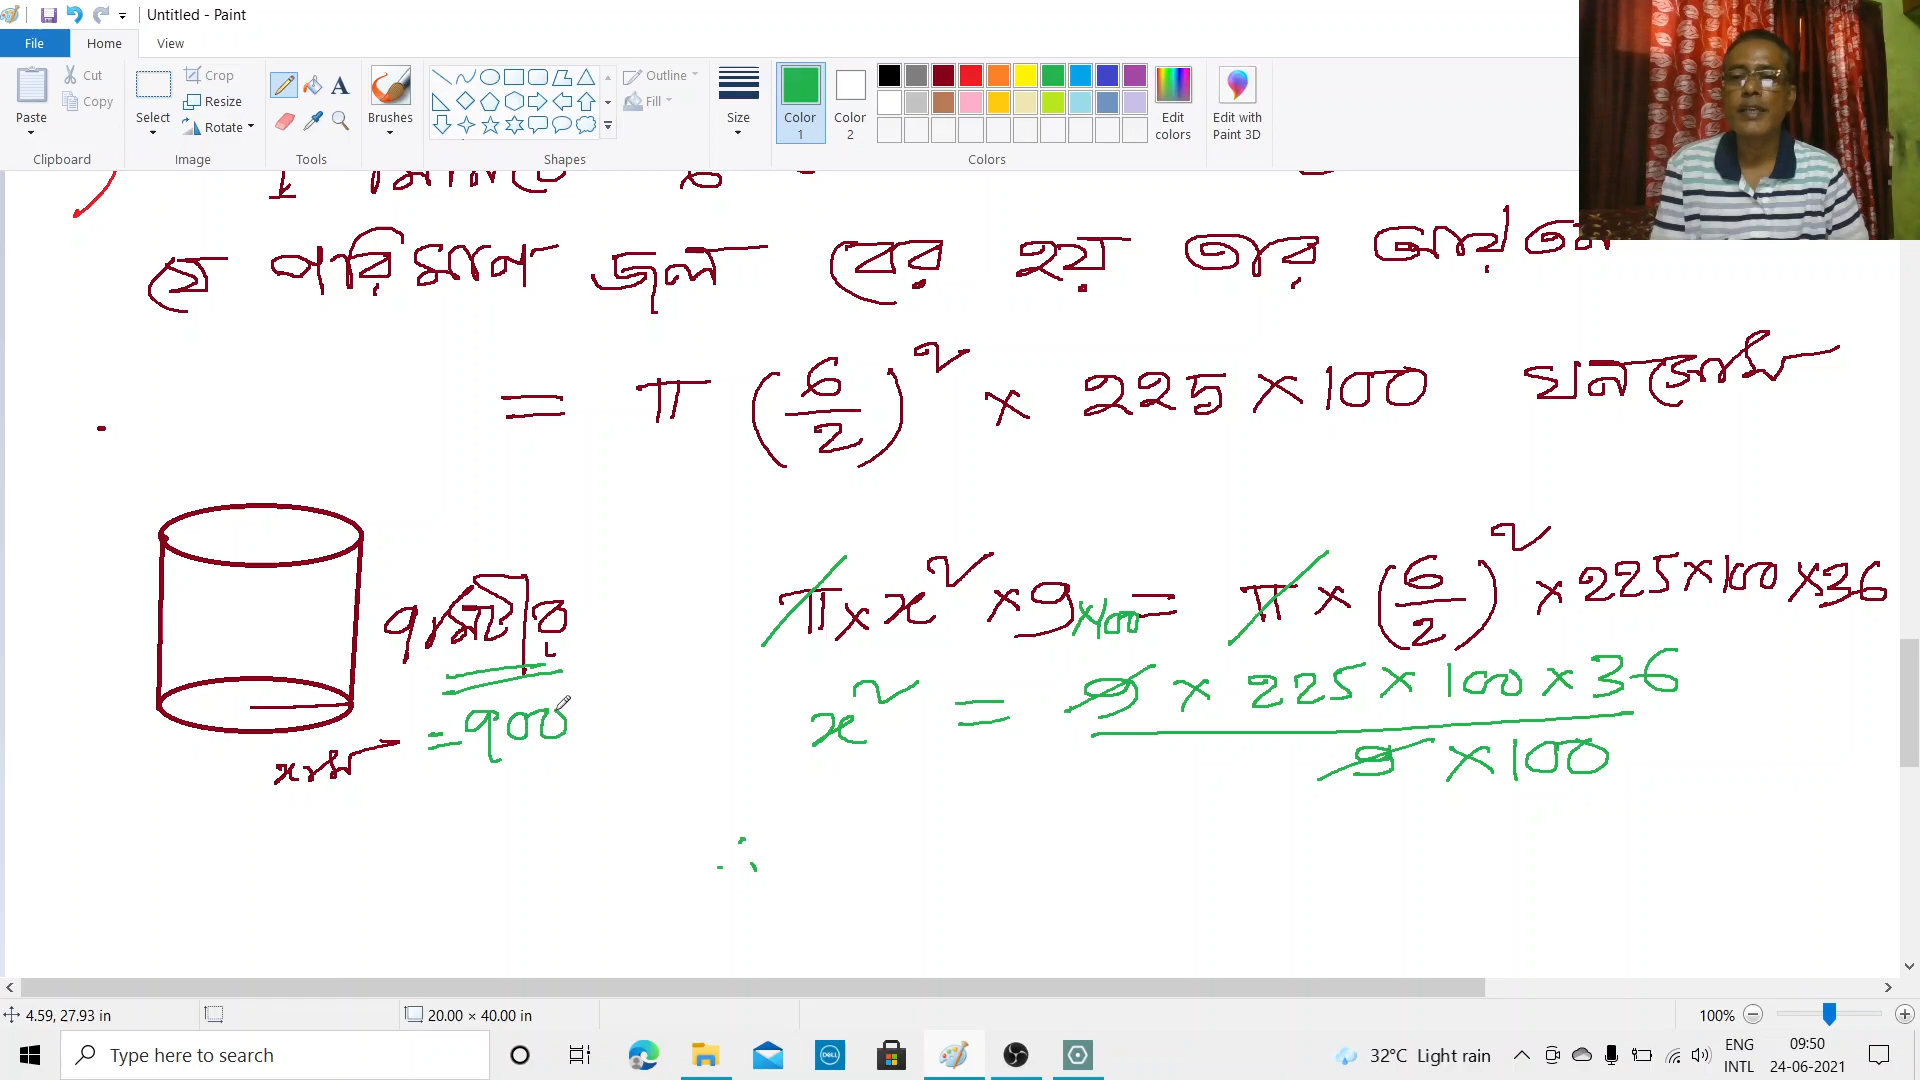 Untitled - Paint
File Home View
Cut
Copy
Paste
Clipboard
Crop
Resize
Rotate
Select
Image
Tools
Brushes
Shapes
Outline
Fill
Size
Color 1
Color 2
Edit colors
Edit with Paint 3D
Colors
যে পরিমাণ জল বের হয় তার আয়তন
= π (6/2)² × 225 × 100 ঘনসেমি
9 মিটার
= 900
x সেমি
π × x² × 9 × 100 = π × (6/2)² × 225 × 100 × 36
x² = 9 × 225 × 100 × 36
9 × 100
∴
4.59, 27.93 in
20.00 × 40.00 in
100%
Type here to search
DELL
32°C Light rain
ENG
INTL
09:50
24-06-2021